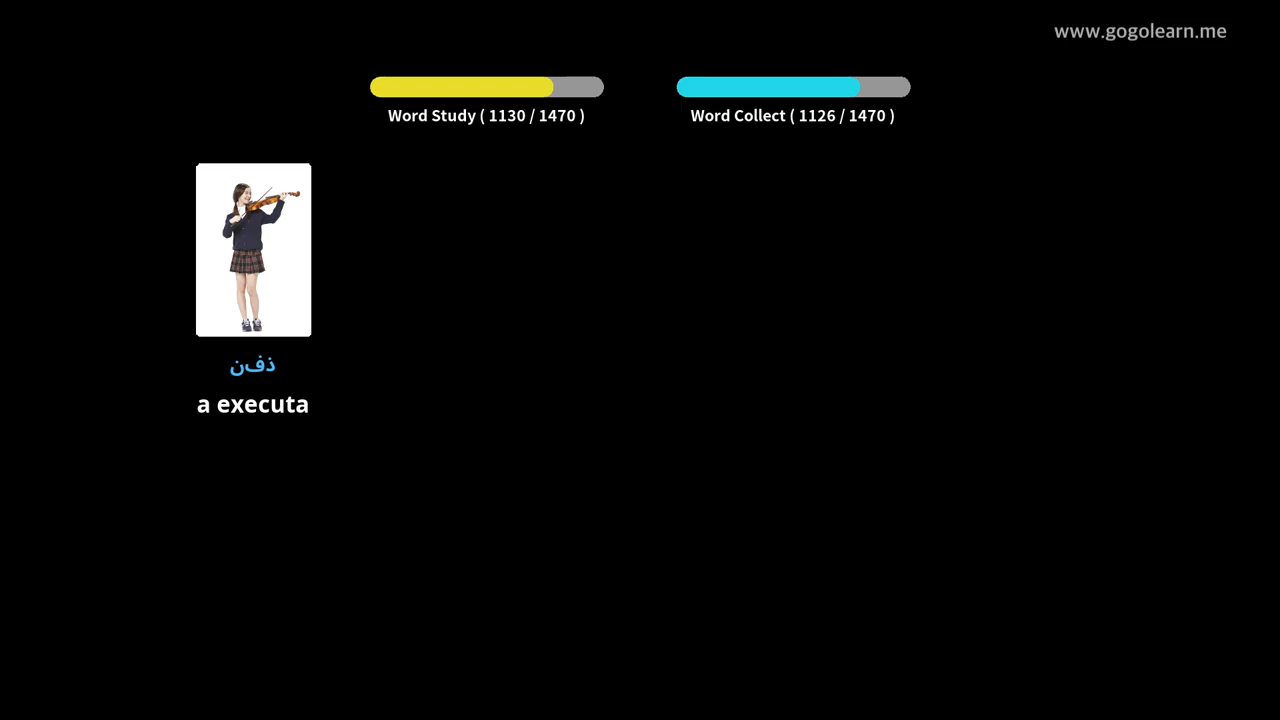 www.gogolearn.me
Word Study ( 1130 / 1470 )
Word Collect ( 1126 / 1470 )
ذفن
a executa